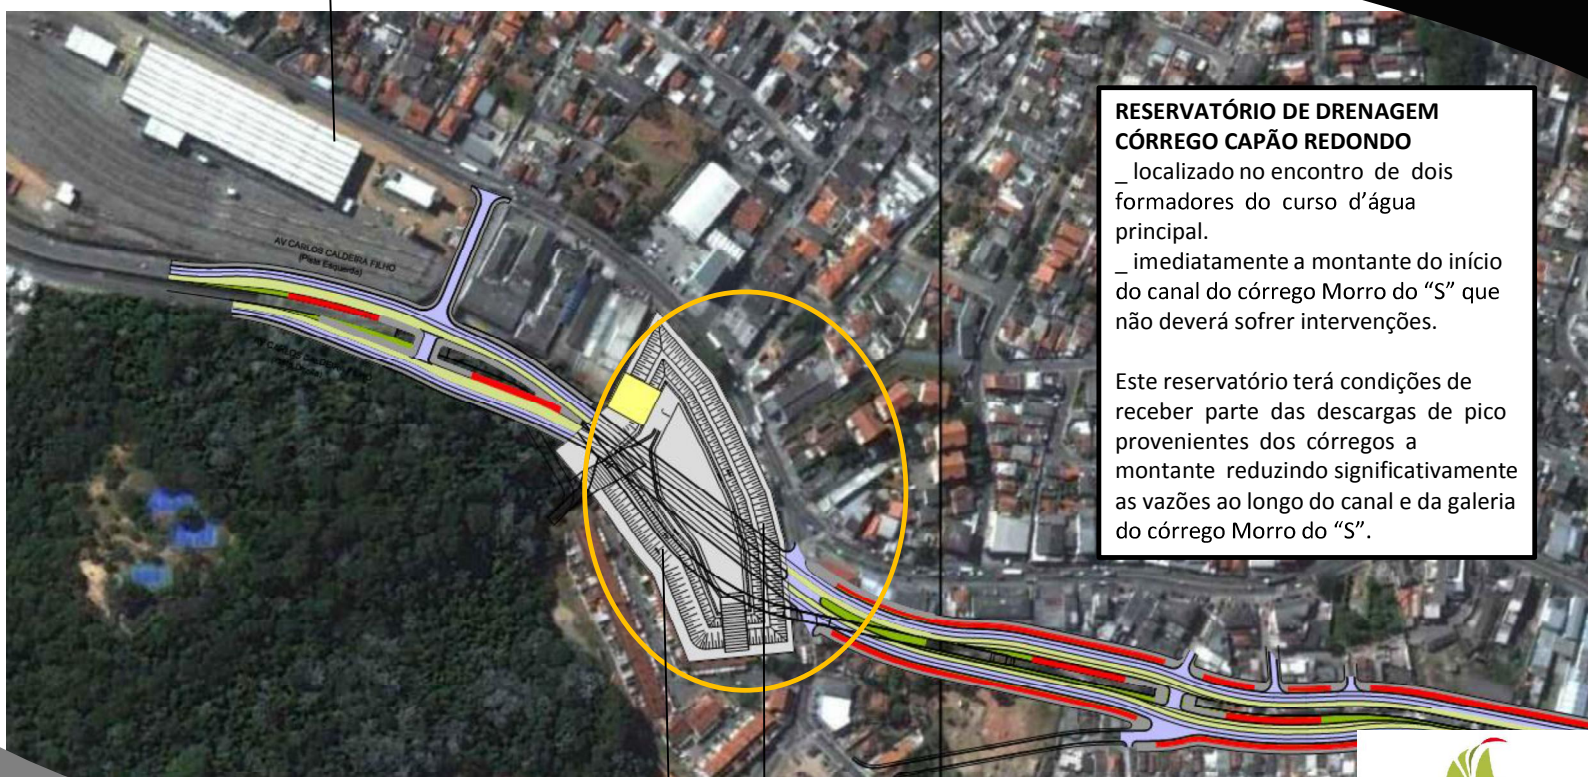 RESERVATÓRIO DE DRENAGEM
CÓRREGO CAPÃO REDONDO
_ localizado no encontro de dois
formadores do curso d’água
principal.
_ imediatamente a montante do início
do canal do córrego Morro do “S” que
não deverá sofrer intervenções.
Este reservatório terá condições de
receber parte das descargas de pico
provenientes dos córregos a
montante reduzindo significativamente
as vazões ao longo do canal e da galeria
do córrego Morro do “S”.
AV CARLOS CALDEIRA FILHO
(Pista Esquerda)
CARLOS CALDEIRA FILHO